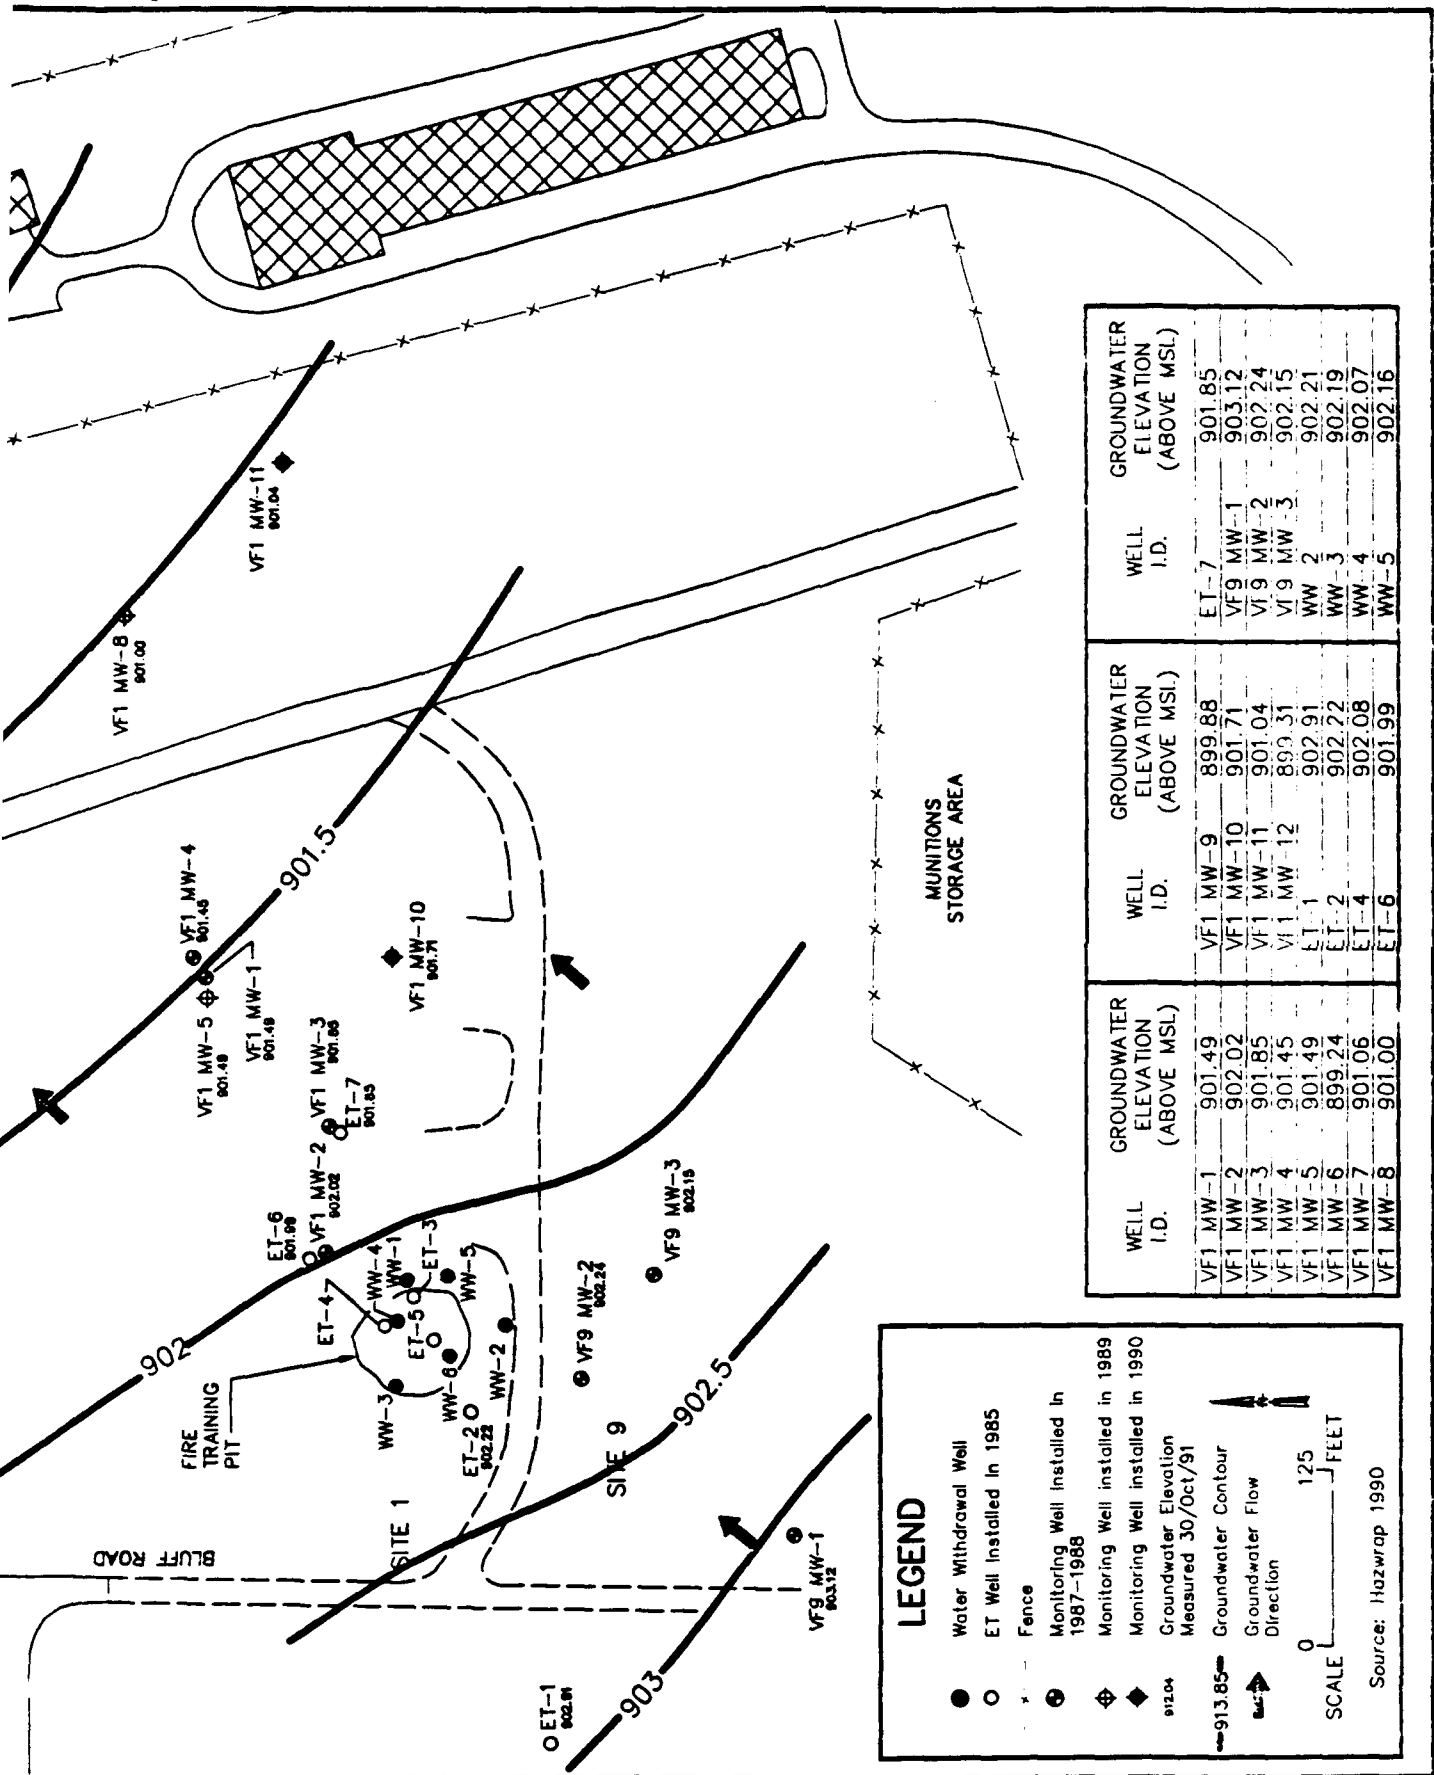 VF1 MW-8
901.00
VF1 MW-11
901.04
901.5
VF1 MW-4
901.45
VF1 MW-5
901.49
VF1 MW-1
901.49
VF1 MW-10
901.71
VF1 MW-3
901.85
ET-7
901.85
VF1 MW-2
902.02
ET-6
901.99
902
FIRE
TRAINING
PIT
ET-4
WW-4
WW-1
ET-3
ET-5
WW-5
WW-3
WW-6
WW-2
ET-2
902.22
VF9 MW-2
902.24
VF9 MW-3
902.15
MUNITIONS
STORAGE AREA
BLUFF ROAD
SITE 1
SITE 9
902.5
VF9 MW-1
903.12
ET-1
902.91
903
LEGEND
Water Withdrawal Well
ET Well Installed In 1985
Fence
Monitoring Well Installed In
1987-1988
Monitoring Well installed in 1989
Monitoring Well installed in 1990
912.04 Groundwater Elevation
Measured 30/Oct/91
913.85 Groundwater Contour
Groundwater Flow
Direction
SCALE 0 125 FEET
Source: Hazwrap 1990
WELL I.D. GROUNDWATER ELEVATION (ABOVE MSL)
VF1 MW-1 901.49
VF1 MW-2 902.02
VF1 MW-3 901.85
VF1 MW 4 901.45
VF1 MW-5 901.49
VF1 MW-6 899.24
VF1 MW-7 901.06
VF1 MW-8 901.00
WELL I.D. GROUNDWATER ELEVATION (ABOVE MSL)
VF1 MW-9 899.88
VF1 MW-10 901.71
VF1 MW-11 901.04
VF1 MW-12 899.31
ET-1 902.91
ET-2 902.22
ET-4 902.08
ET-6 901.99
WELL I.D. GROUNDWATER ELEVATION (ABOVE MSL)
ET-7 901.85
VF9 MW-1 903.12
VF9 MW-2 902.24
VF9 MW-3 902.15
WW 2 902.21
WW-3 902.19
WW-4 902.07
WW-5 902.16